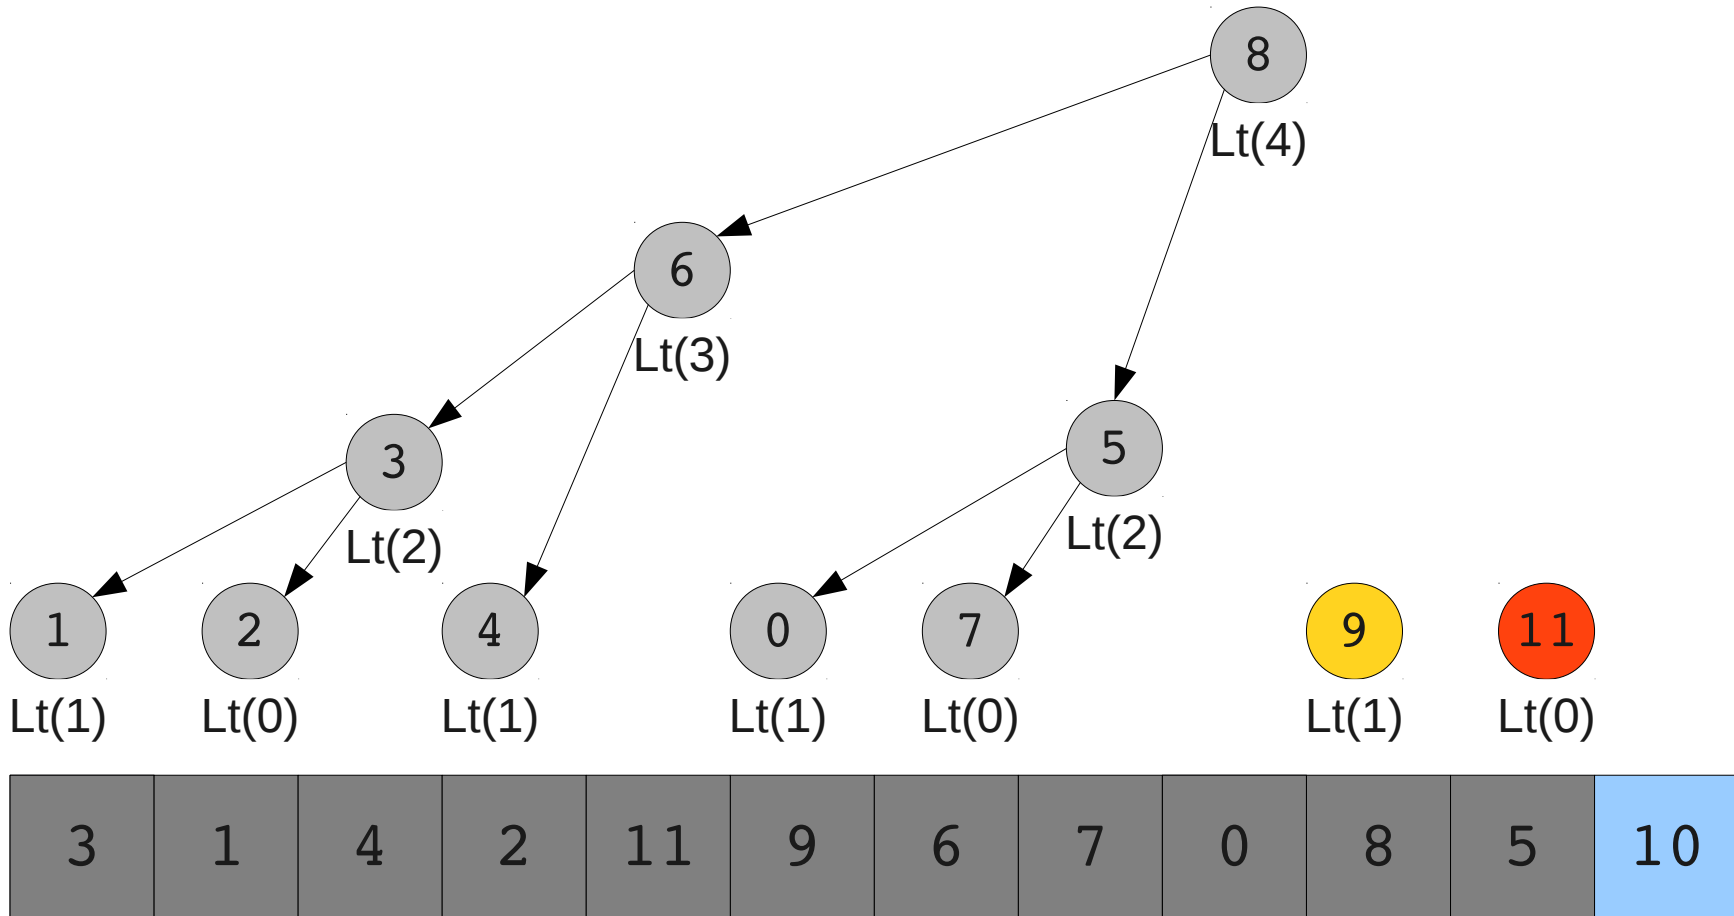 8
Lt(4)
6
Lt(3)
3
5
Lt(2)
Lt(2)
1 2 4 0 7 9 11
Lt(1) Lt(0) Lt(1) Lt(1) Lt(0) Lt(1) Lt(0)
3 1 4 2 11 9 6 7 0 8 5 10